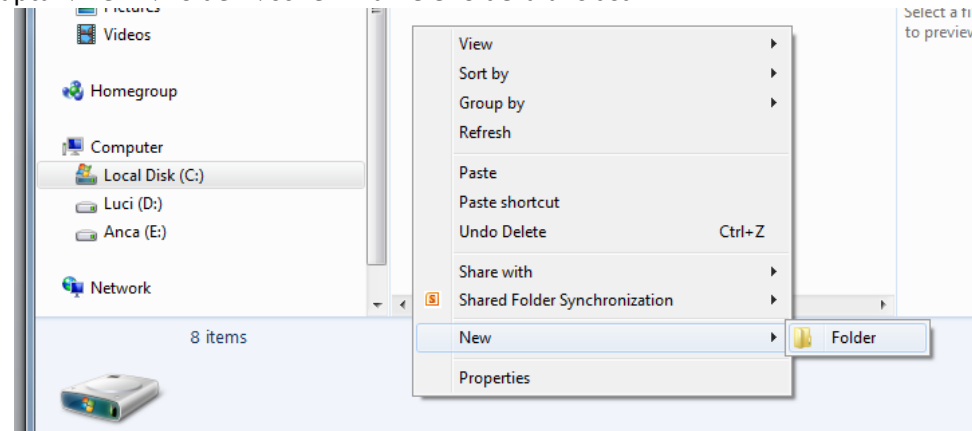 Pictures
Videos
Homegroup
Computer
Local Disk (C:)
Luci (D:)
Anca (E:)
Network
8 items
View
Sort by
Group by
Refresh
Paste
Paste shortcut
Undo Delete Ctrl+Z
Share with
S Shared Folder Synchronization
New
Folder
Properties
Select a fi
to preview